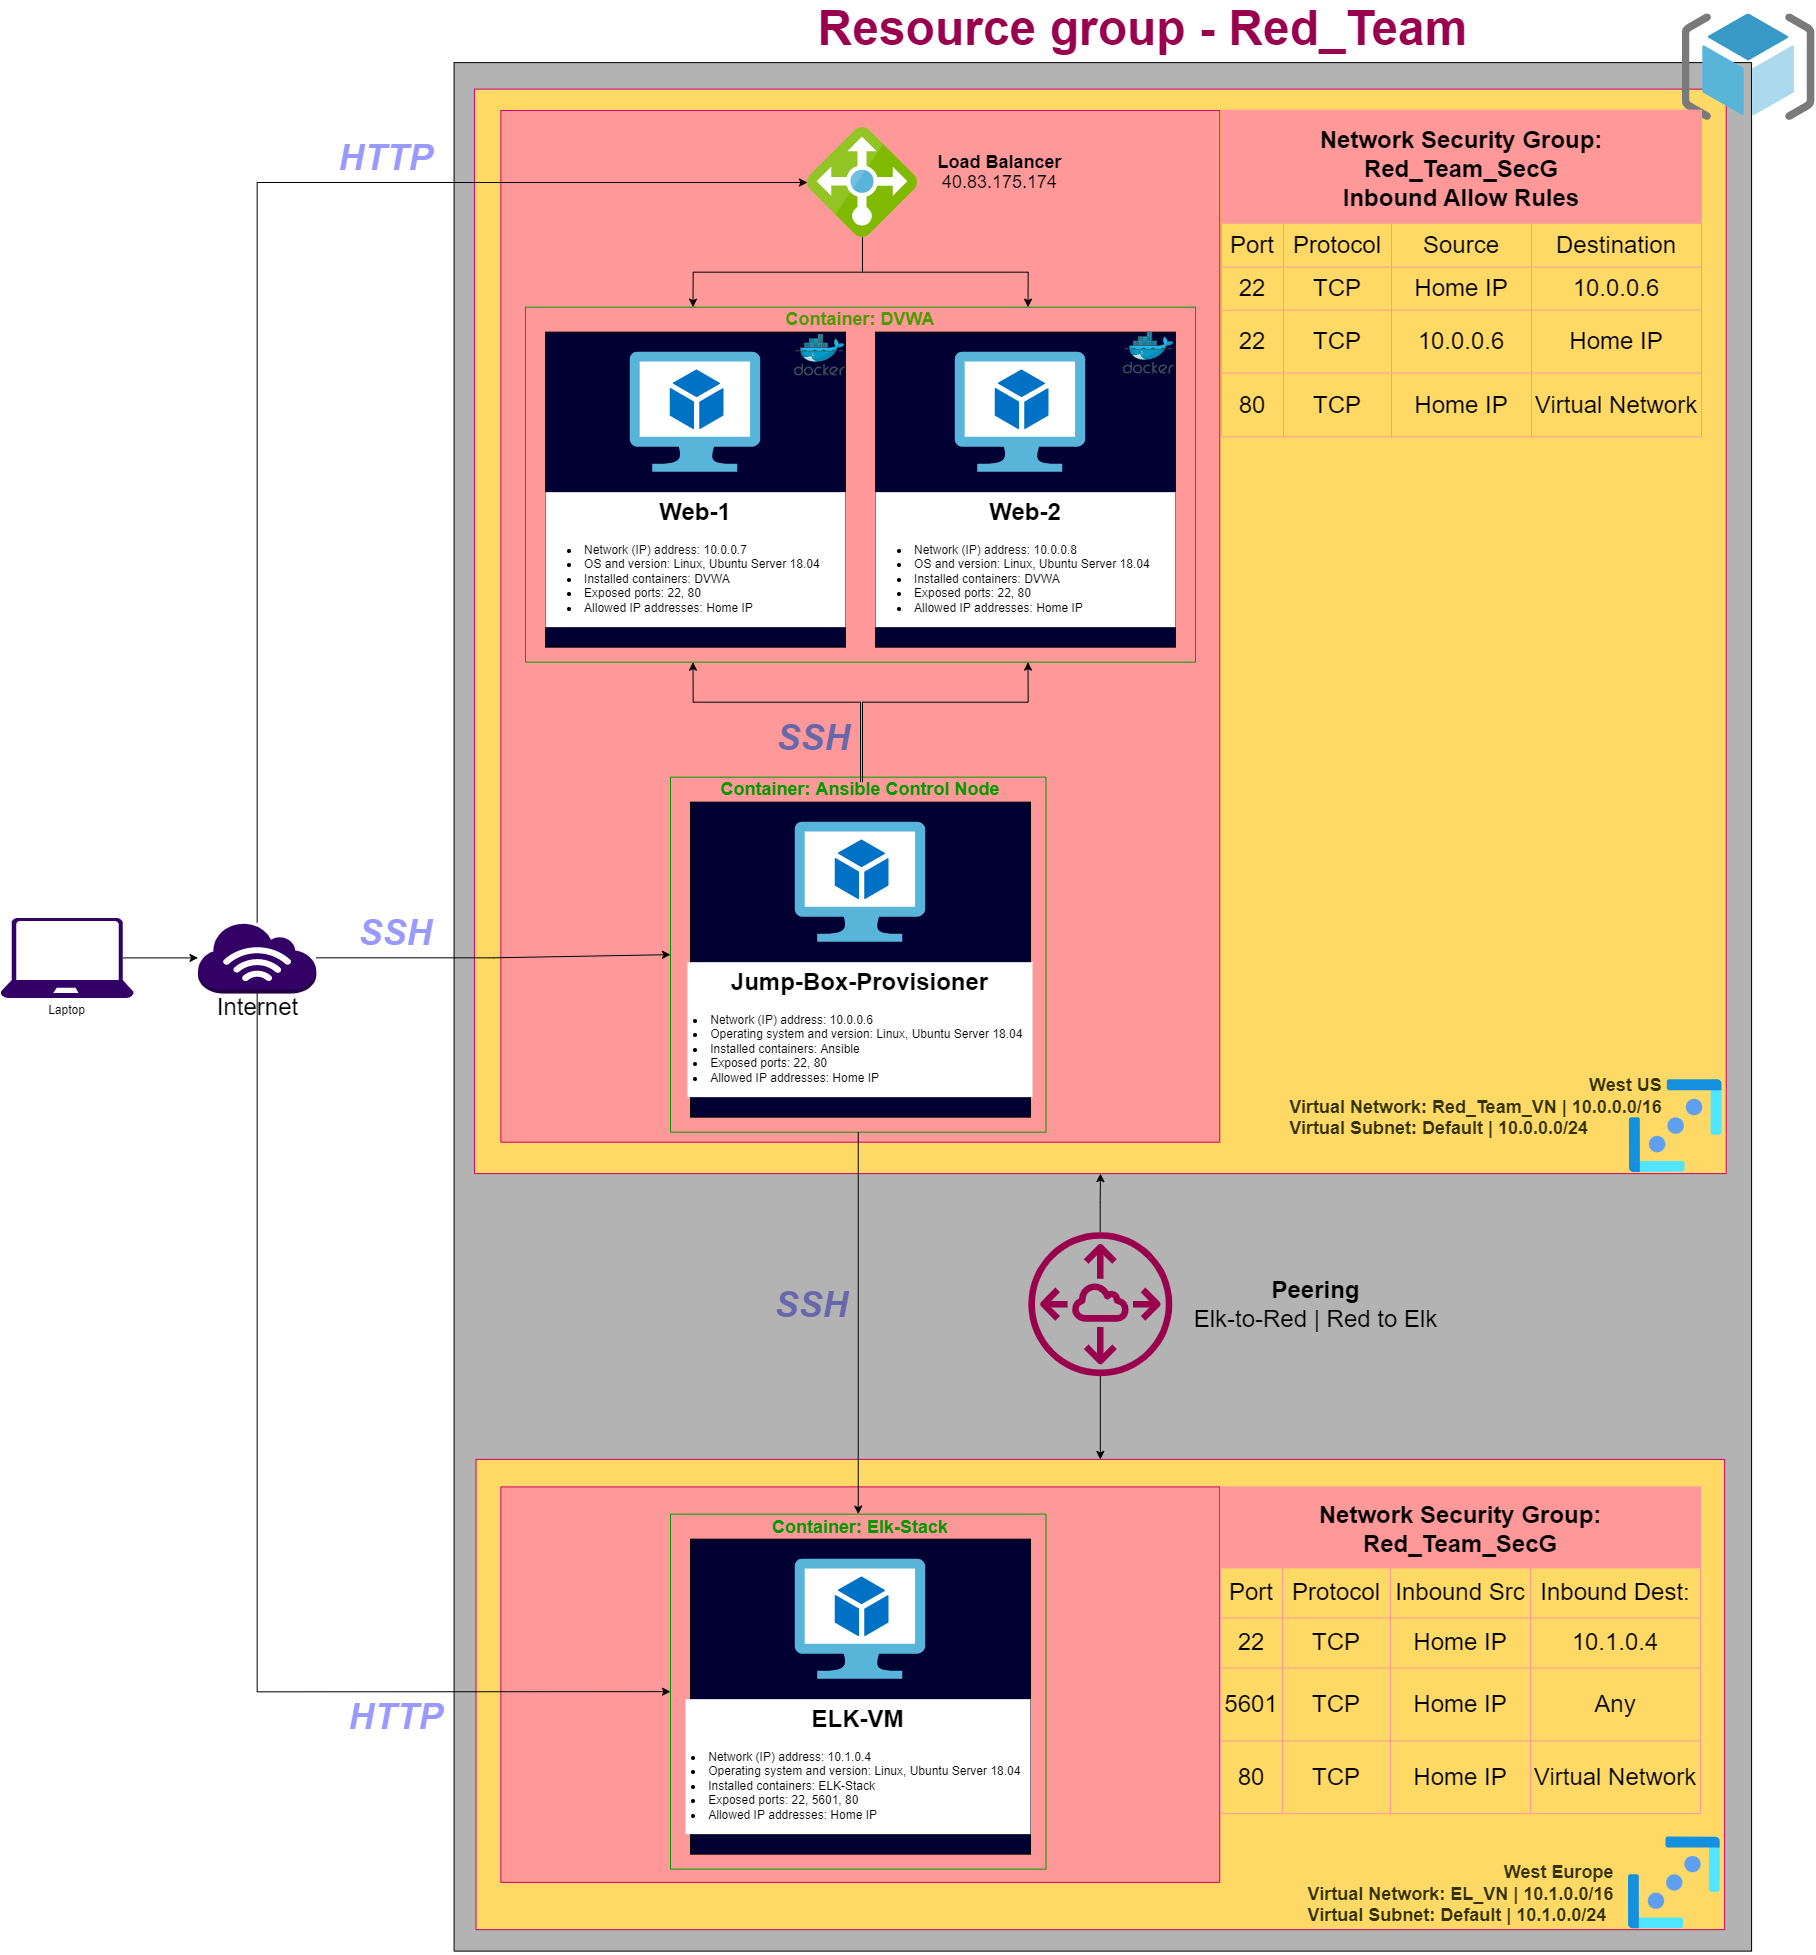 Resource group - Red_Team
HTTP
Load Balancer
40.83.175.174
Network Security Group:
Red_Team_SecG
Inbound Allow Rules
Port Protocol Source Destination
22 TCP Home IP 10.0.0.6
22 TCP 10.0.0.6 Home IP
80 TCP Home IP Virtual Network
Container: DVWA
docker
docker
Web-1
Network (IP) address: 10.0.0.7
OS and version: Linux, Ubuntu Server 18.04
Installed containers: DVWA
Exposed ports: 22, 80
Allowed IP addresses: Home IP
Web-2
Network (IP) address: 10.0.0.8
OS and version: Linux, Ubuntu Server 18.04
Installed containers: DVWA
Exposed ports: 22, 80
Allowed IP addresses: Home IP
SSH
Container: Ansible Control Node
Jump-Box-Provisioner
Network (IP) address: 10.0.0.6
Operating system and version: Linux, Ubuntu Server 18.04
Installed containers: Ansible
Exposed ports: 22, 80
Allowed IP addresses: Home IP
SSH
Laptop
Internet
West US
Virtual Network: Red_Team_VN | 10.0.0.0/16
Virtual Subnet: Default | 10.0.0.0/24
SSH
Peering
Elk-to-Red | Red to Elk
Container: Elk-Stack
ELK-VM
Network (IP) address: 10.1.0.4
Operating system and version: Linux, Ubuntu Server 18.04
Installed containers: ELK-Stack
Exposed ports: 22, 5601, 80
Allowed IP addresses: Home IP
HTTP
Network Security Group:
Red_Team_SecG
Port Protocol Inbound Src Inbound Dest:
22 TCP Home IP 10.1.0.4
5601 TCP Home IP Any
80 TCP Home IP Virtual Network
West Europe
Virtual Network: EL_VN | 10.1.0.0/16
Virtual Subnet: Default | 10.1.0.0/24